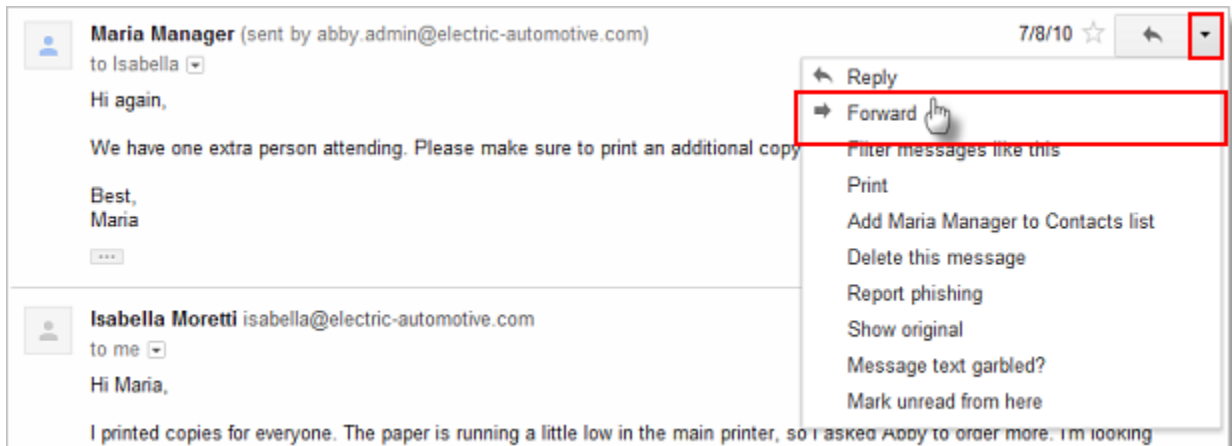 Maria Manager (sent by abby.admin@electric-automotive.com) 7/8/10
to Isabella
Hi again,
We have one extra person attending. Please make sure to print an additional copy
Best,
Maria
Reply
Forward
Filter messages like this
Print
Add Maria Manager to Contacts list
Delete this message
Report phishing
Show original
Message text garbled?
Mark unread from here
Isabella Moretti isabella@electric-automotive.com
to me
Hi Maria,
I printed copies for everyone. The paper is running a little low in the main printer, so I asked Abby to order more. I'm looking